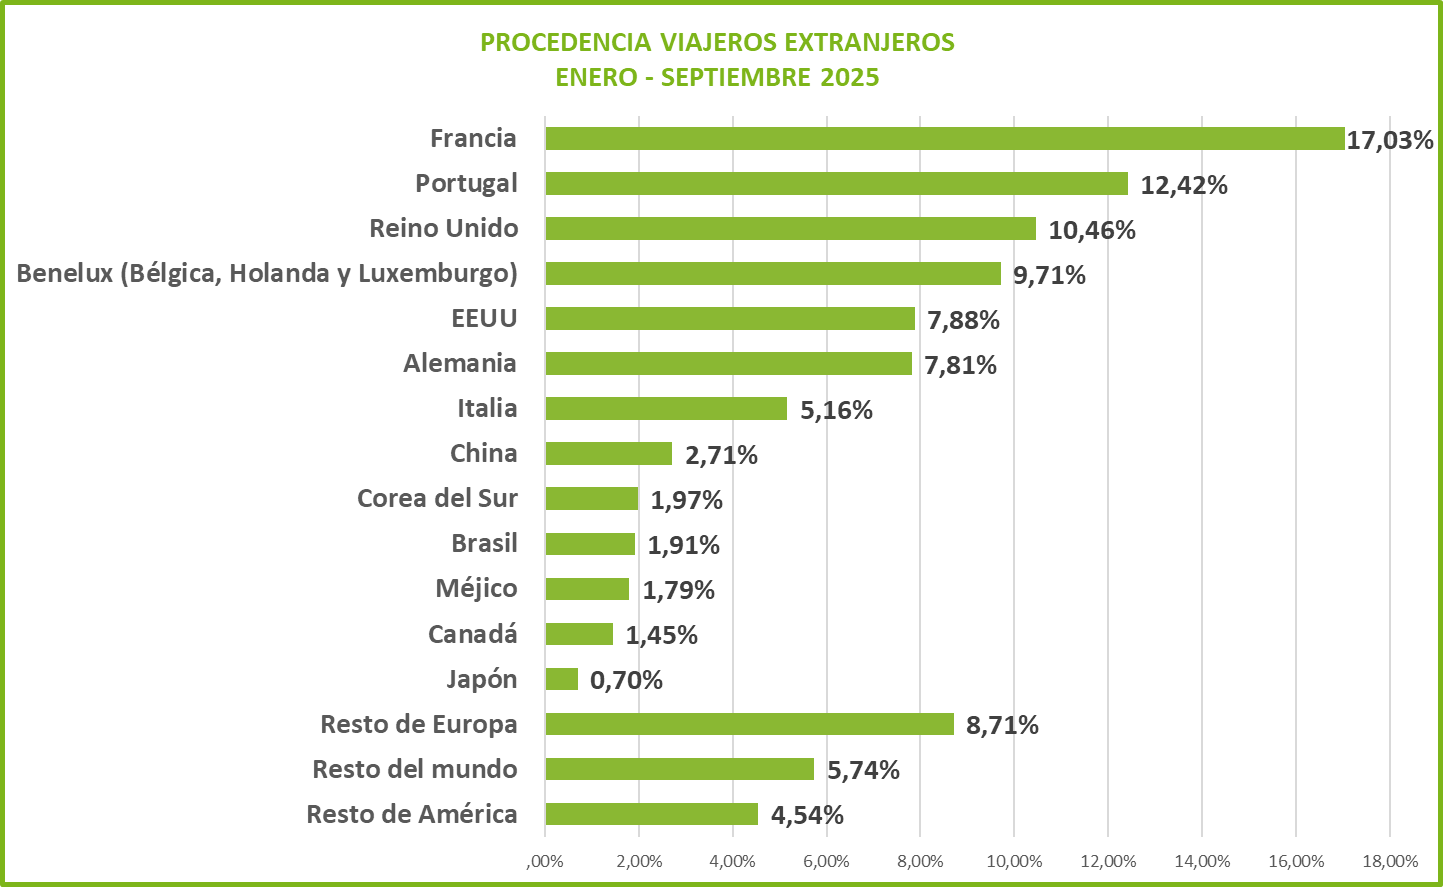 PROCEDENCIA VIAJEROS EXTRANJEROS
ENERO - SEPTIEMBRE 2025
Francia 17,03%
Portugal 12,42%
Reino Unido 10,46%
Benelux (Bélgica, Holanda y Luxemburgo) 9,71%
EEUU 7,88%
Alemania 7,81%
Italia 5,16%
China 2,71%
Corea del Sur 1,97%
Brasil 1,91%
Méjico 1,79%
Canadá 1,45%
Japón 0,70%
Resto de Europa 8,71%
Resto del mundo 5,74%
Resto de América 4,54%
,00% 2,00% 4,00% 6,00% 8,00% 10,00% 12,00% 14,00% 16,00% 18,00%